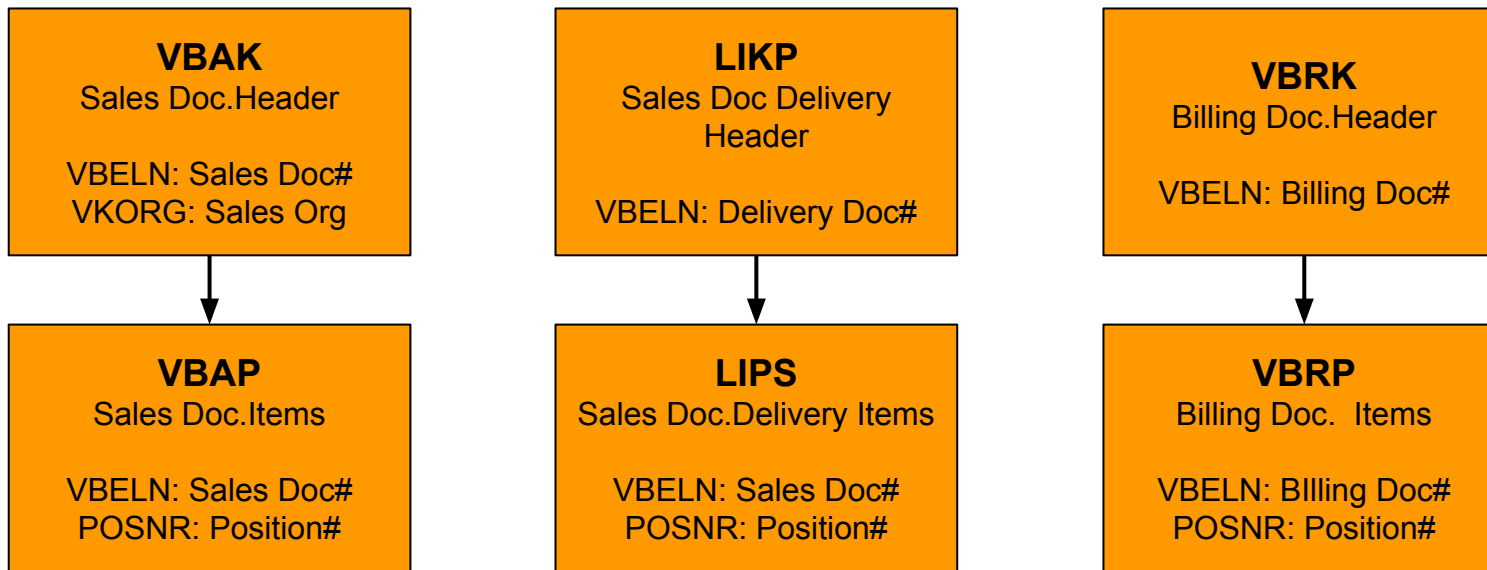 VBAK
Sales Doc.Header
VBELN: Sales Doc#
VKORG: Sales Org
LIKP
Sales Doc Delivery
Header
VBELN: Delivery Doc#
VBRK
Billing Doc.Header
VBELN: Billing Doc#
VBAP
Sales Doc.Items
VBELN: Sales Doc#
POSNR: Position#
LIPS
Sales Doc.Delivery Items
VBELN: Sales Doc#
POSNR: Position#
VBRP
Billing Doc.  Items
VBELN: BIlling Doc#
POSNR: Position#